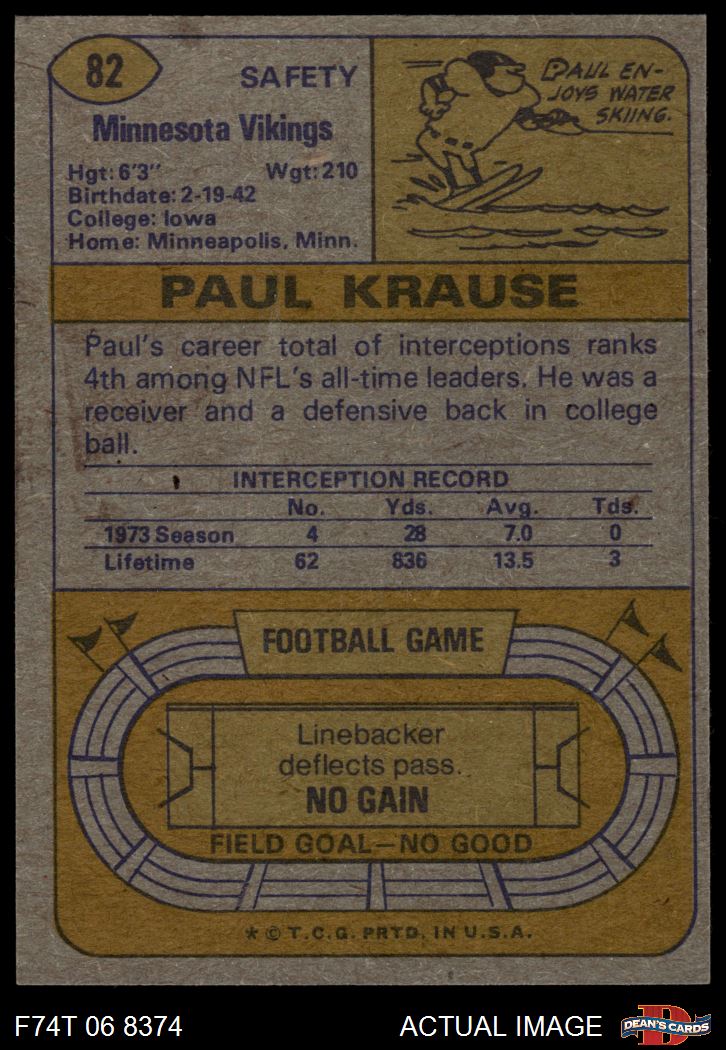 82
SAFETY
Minnesota Vikings
Hgt: 6'3" Wgt: 210
Birthdate: 2-19-42
College: Iowa
Home: Minneapolis, Minn.
PAUL EN-
JOYS WATER
SKIING.
PAUL KRAUSE
Paul's career total of interceptions ranks
4th among NFL's all-time leaders. He was a
receiver and a defensive back in college
ball.
INTERCEPTION RECORD
No. Yds. Avg. Tds.
1973 Season 4 28 7.0 0
Lifetime 62 836 13.5 3
FOOTBALL GAME
Linebacker
deflects pass.
NO GAIN
FIELD GOAL—NO GOOD
* © T.C.G. PRTD. IN U.S.A.
F74T 06 8374
ACTUAL IMAGE
D
DEAN'S CARDS